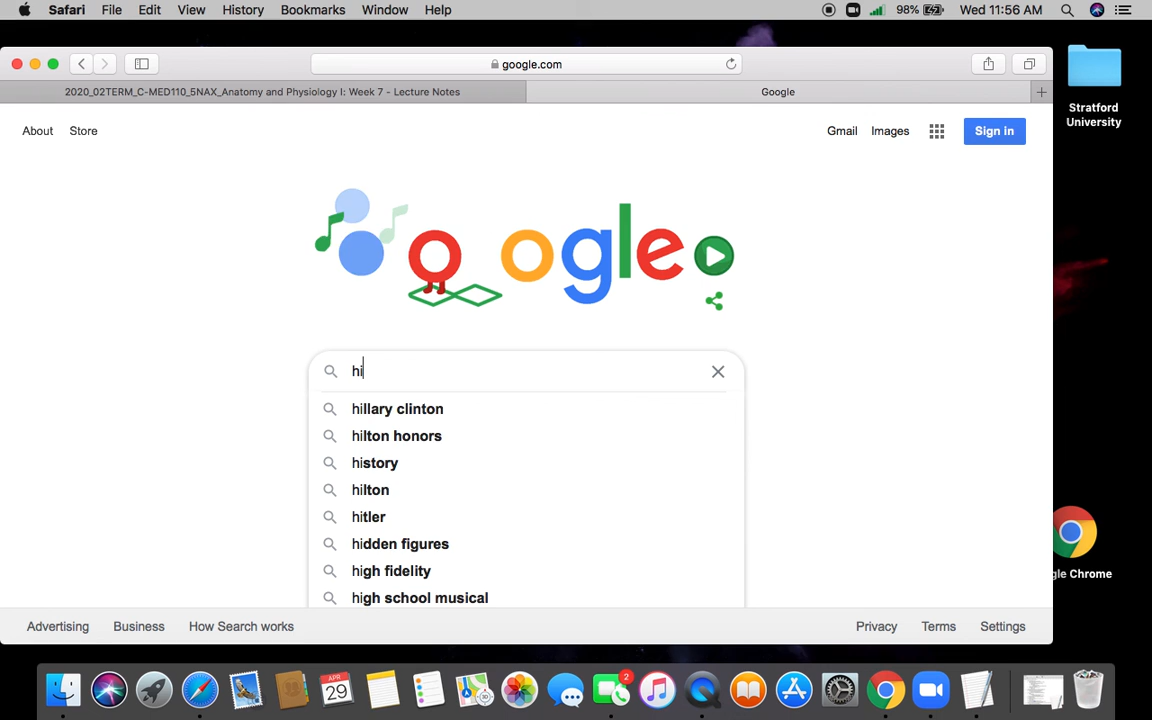 Safari File Edit View History Bookmarks Window Help 98% Wed 11:56 AM
google.com
2020_02TERM_C-MED110_5NAX_Anatomy and Physiology I: Week 7 - Lecture Notes
Google
Stratford University
About Store
Gmail Images Sign in
hi
hillary clinton
hilton honors
history
hilton
hitler
hidden figures
high fidelity
high school musical
gle Chrome
Advertising Business How Search works
Privacy Terms Settings
APR
29
2